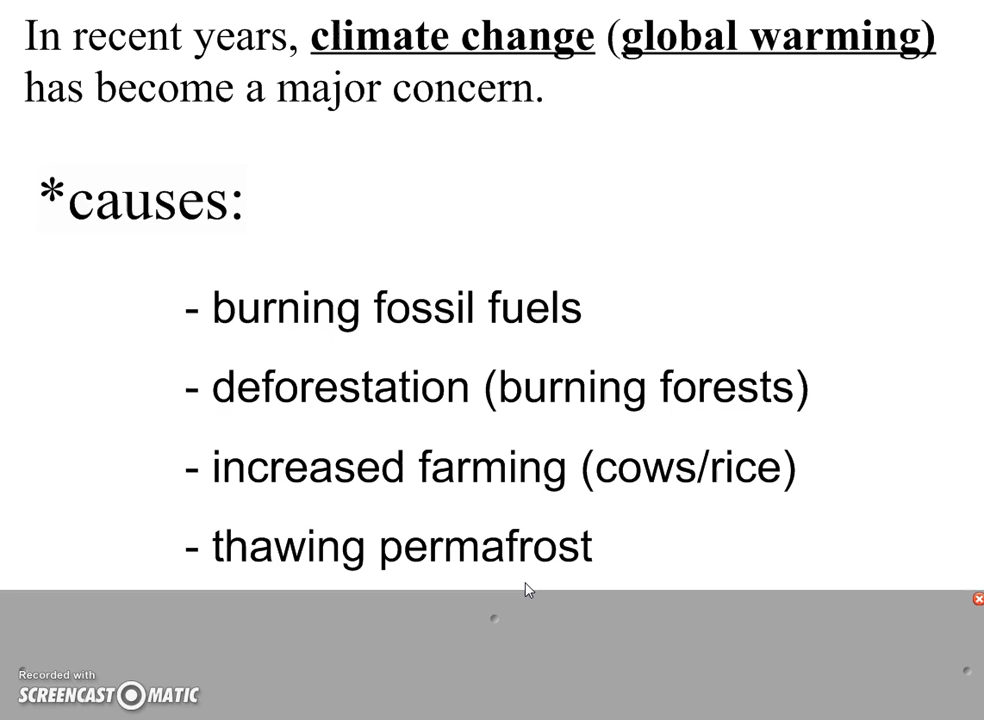 In recent years, climate change (global warming)
has become a major concern.
*causes:
- burning fossil fuels
- deforestation (burning forests)
- increased farming (cows/rice)
- thawing permafrost
Recorded with
SCREENCAST MATIC